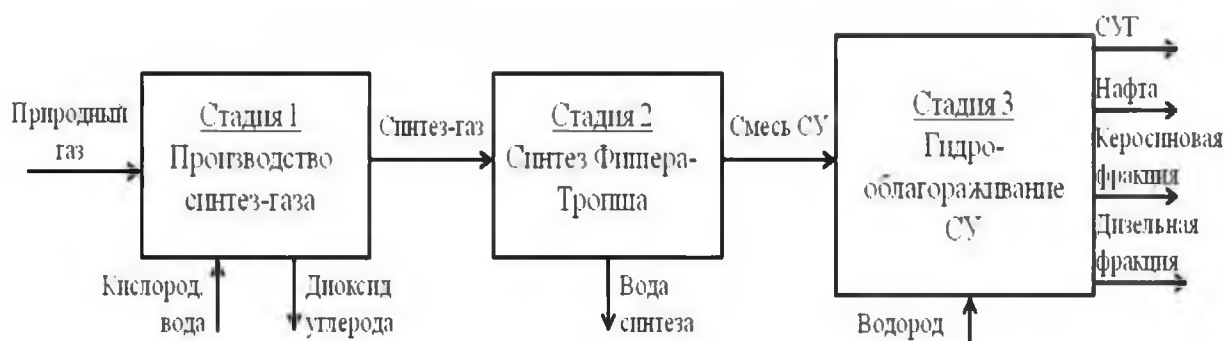 Природный
газ
Стадия 1
Производство
синтез-газа
Кислород,
вода
Диоксид
углерода
Синтез-газ
Стадия 2
Синтез Фишера-
Тропша
Вода
синтеза
Смесь СУ
Стадия 3
Гидро-
облагораживание
СУ
Водород
СУГ
Нафта
Керосиновая
фракция
Дизельная
фракция